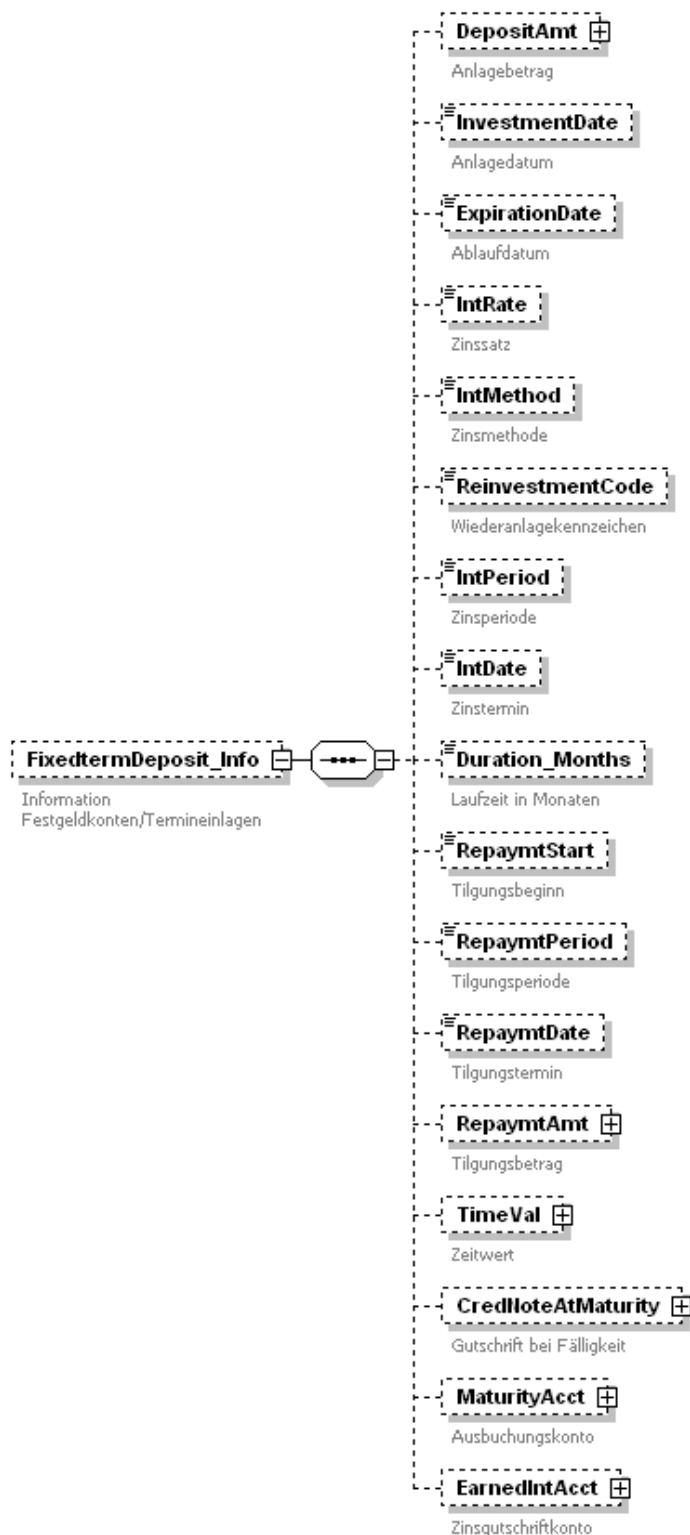 DepositAmt
Anlagebetrag
InvestmentDate
Anlagedatum
ExpirationDate
Ablaufdatum
IntRate
Zinssatz
IntMethod
Zinsmethode
ReinvestmentCode
Wiederanlagekennzeichen
IntPeriod
Zinsperiode
IntDate
Zinstermin
FixedtermDeposit_Info
Information
Festgeldkonten/Termineinlagen
Duration_Months
Laufzeit in Monaten
RepaymtStart
Tilgungsbeginn
RepaymtPeriod
Tilgungsperiode
RepaymtDate
Tilgungstermin
RepaymtAmt
Tilgungsbetrag
TimeVal
Zeitwert
CredNoteAtMaturity
Gutschrift bei Fälligkeit
MaturityAcct
Ausbuchungskonto
EarnedIntAcct
Zinsgutschriftkonto